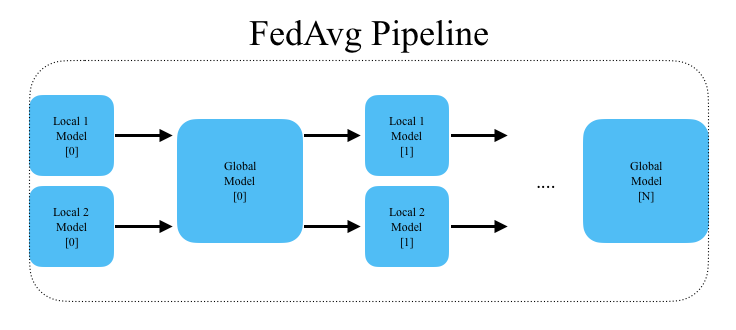 FedAvg Pipeline
Local 1
Model
[0]
Local 2
Model
[0]
Global
Model
[0]
Local 1
Model
[1]
Local 2
Model
[1]
....
Global
Model
[N]